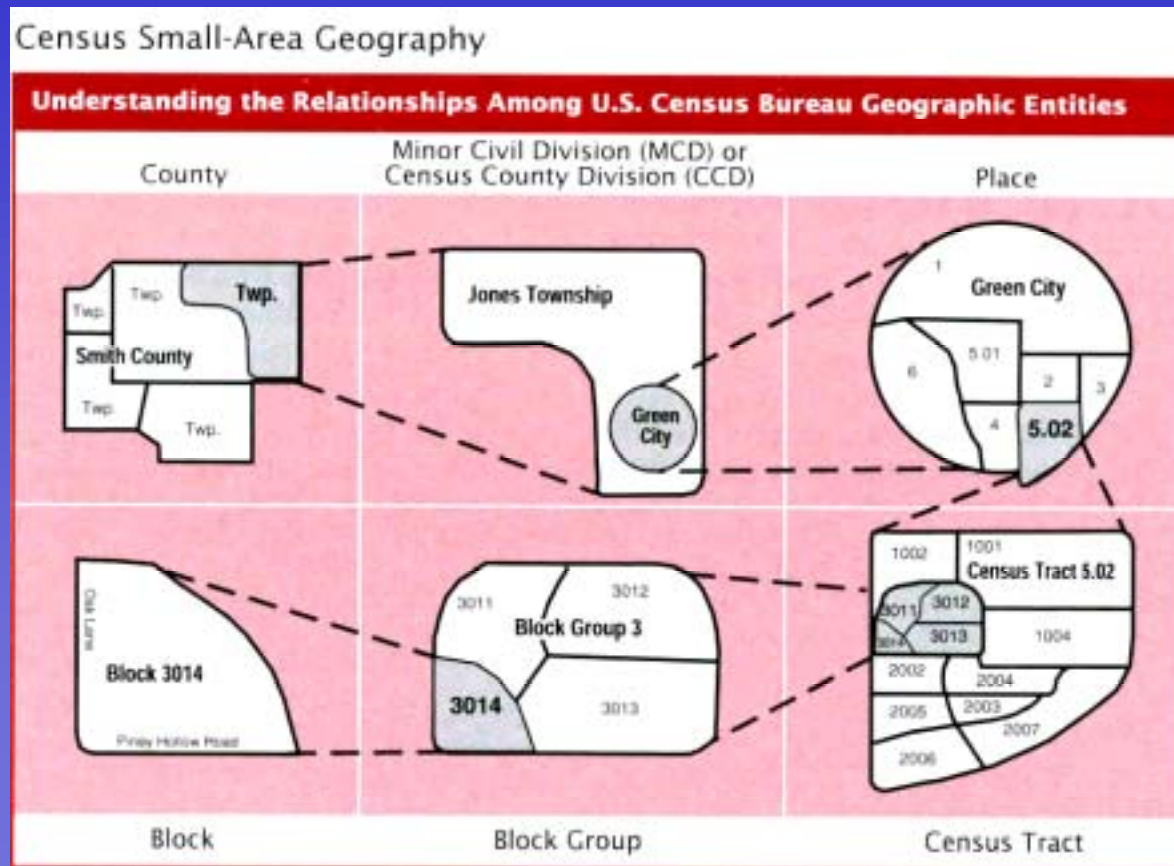 Census Small-Area Geography
Understanding the Relationships Among U.S. Census Bureau Geographic Entities
County
Minor Civil Division (MCD) or
Census County Division (CCD)
Place
Twp.
Twp.
Twp.
Smith County
Twp.
Twp.
Jones Township
Green
City
1
Green City
6
5.01
2
3
4
5.02
Oak Lane
Block 3014
Piney Hollow Road
3011
3012
Block Group 3
3014
3013
1002
1001
Census Tract 5.02
3011
3012
3014
3013
1004
2002
2004
2005
2003
2007
2006
Block
Block Group
Census Tract